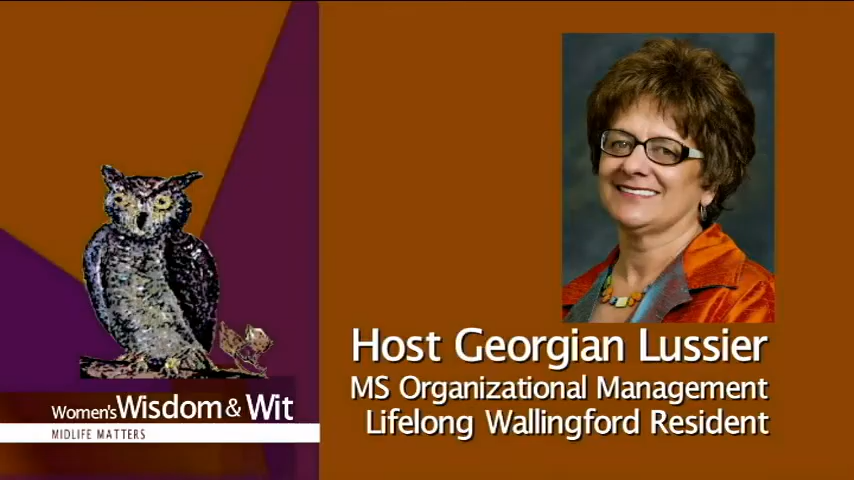 Host Georgian Lussier
MS Organizational Management
Lifelong Wallingford Resident
Women's Wisdom & Wit
MIDLIFE MATTERS